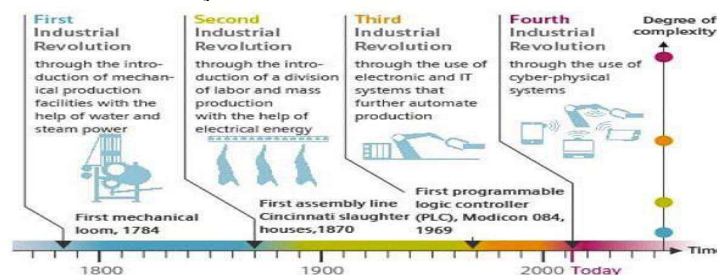 First
Industrial
Revolution
through the intro-
duction of mechan-
ical production
facilities with the
help of water and
steam power
First mechanical
loom, 1784
Second
Industrial
Revolution
through the intro-
duction of a division
of labor and mass
production
with the help of
electrical energy
First assembly line
Cincinnati slaughter
houses,1870
Third
Industrial
Revolution
through the use of
electronic and IT
systems that
further automate
production
First programmable
logic controller
(PLC), Modicon 084,
1969
Fourth
Industrial
Revolution
through the use of
cyber-physical
systems
Degree of
complexity
Time
1800
1900
2000
Today